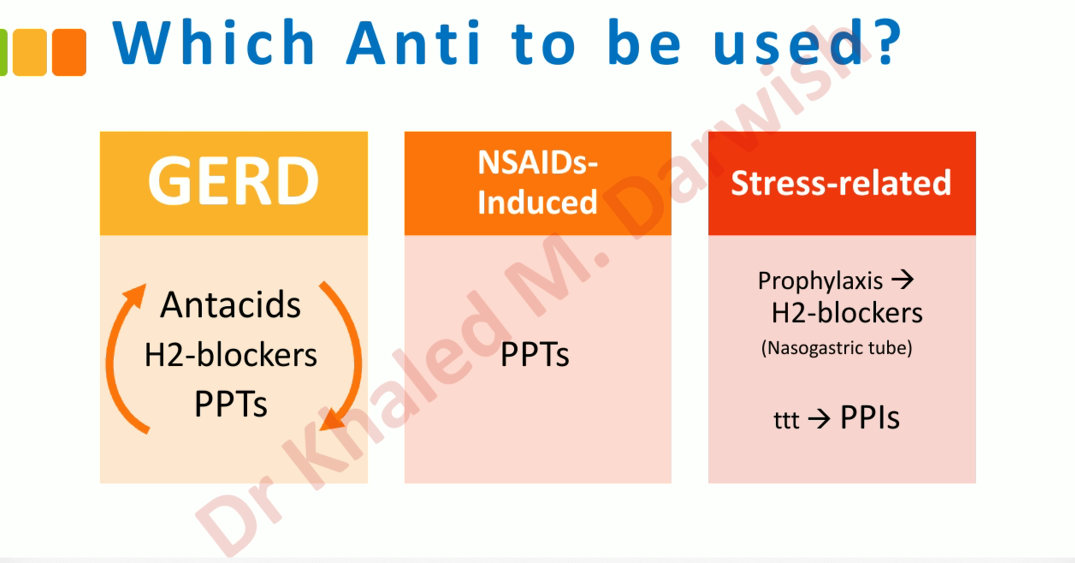 Which Anti to be used?
GERD
Antacids
H2-blockers
PPTs
NSAIDs-
Induced
PPTs
Stress-related
Prophylaxis →
H2-blockers
(Nasogastric tube)
ttt → PPIs
Dr Khaled M. Darwish